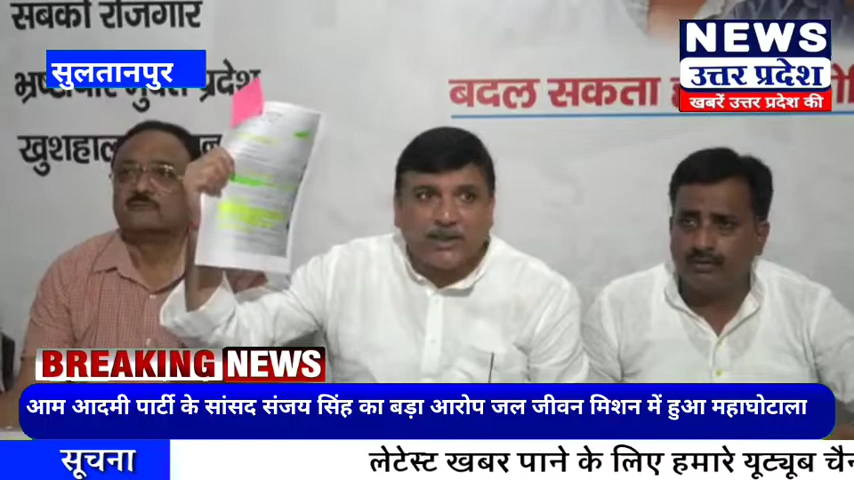 सबको रोजगार
NEWS
उत्तर प्रदेश
खबरें उत्तर प्रदेश की
सुलतानपुर
भ्रष्टाचार मुक्त प्रदेश
बदल सकता
खुशहाल
BREAKING NEWS
आम आदमी पार्टी के सांसद संजय सिंह का बड़ा आरोप जल जीवन मिशन में हुआ महाघोटाला
सूचना
लेटेस्ट खबर पाने के लिए हमारे यूट्यूब